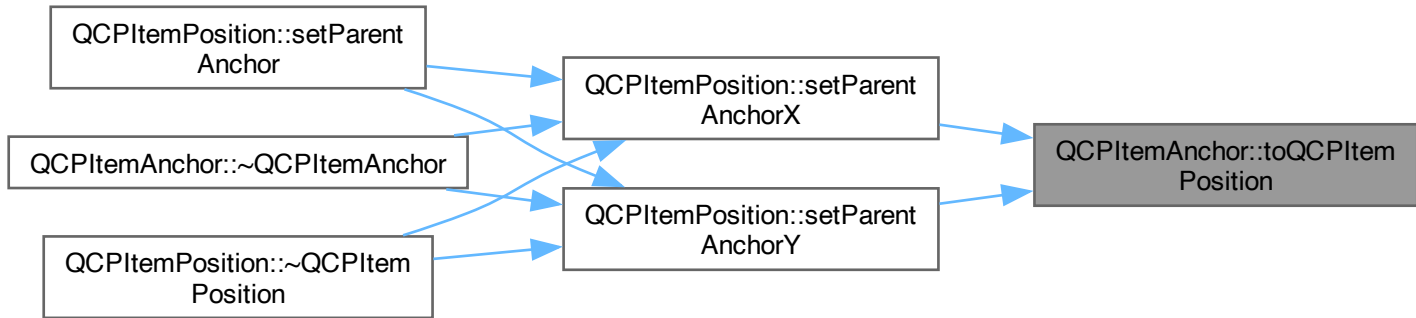 QCPItemPosition::setParent
Anchor
QCPItemAnchor::~QCPItemAnchor
QCPItemPosition::~QCPItem
Position
QCPItemPosition::setParent
AnchorX
QCPItemPosition::setParent
AnchorY
QCPItemAnchor::toQCPItem
Position